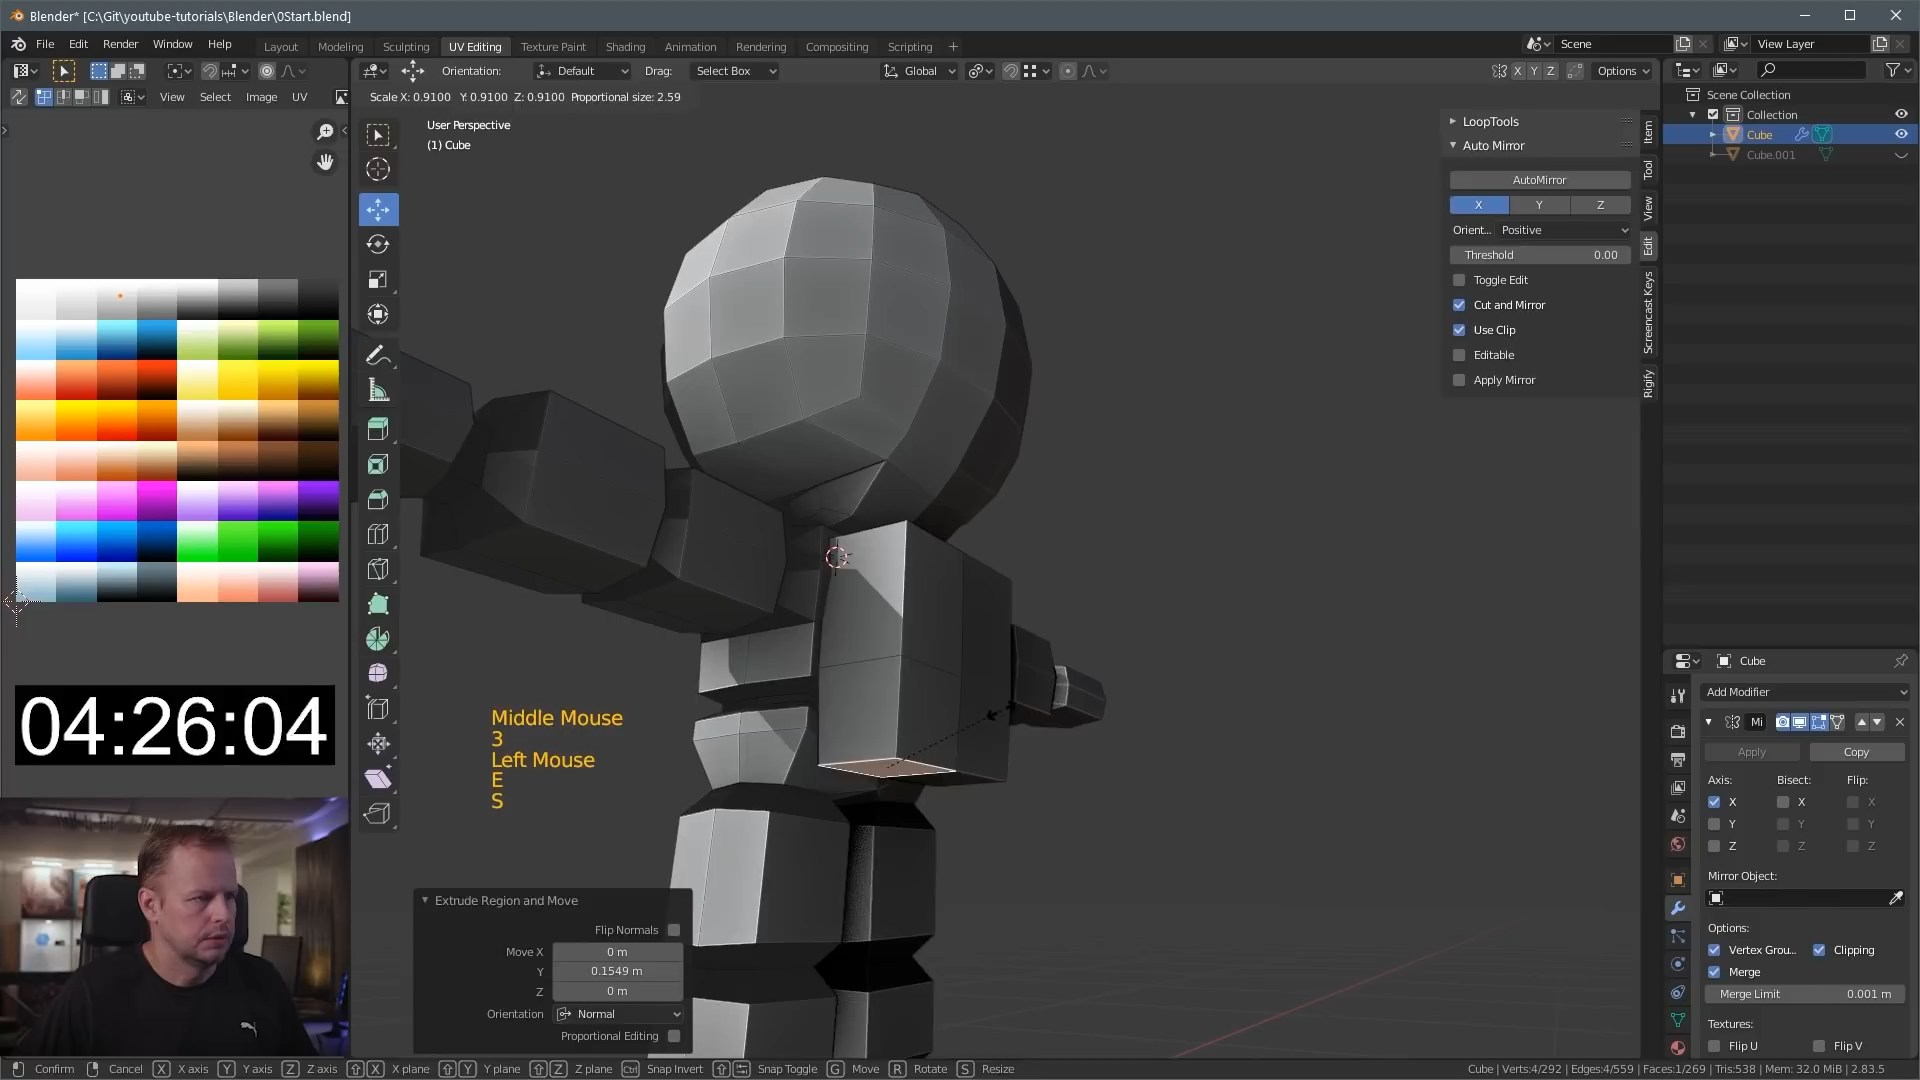 Blender* [C:\Git\youtube-tutorials\Blender\0Start.blend]
File Edit Render Window Help Layout Modeling Sculpting UV Editing Texture Paint Shading Animation Rendering Compositing Scripting + Scene View Layer
Orientation: Default Drag: Select Box Global X Y Z Options
View Select Image UV
Scale X: 0.9100 Y: 0.9100 Z: 0.9100 Proportional size: 2.59
User Perspective
(1) Cube
LoopTools
Auto Mirror
AutoMirror
X Y Z
Orient... Positive
Threshold 0.00
Toggle Edit
Cut and Mirror
Use Clip
Editable
Apply Mirror
Item
Tool
View
Edit
Screencast Keys
Rigify
Scene Collection
Collection
Cube
Cube.001
04:26:04
Middle Mouse
3
Left Mouse
E
S
Extrude Region and Move
Flip Normals
Move X 0 m
Y 0.1549 m
Z 0 m
Orientation Normal
Proportional Editing
Cube
Add Modifier
Mi
Apply Copy
Axis: Bisect: Flip:
X X X
Y Y Y
Z Z Z
Mirror Object:
Options:
Vertex Grou... Clipping
Merge
Merge Limit 0.001 m
Textures:
Flip U Flip V
Confirm Cancel X X axis Y Y axis Z Z axis X X plane Y Y plane Z Z plane Ctrl Snap Invert Snap Toggle G Move R Rotate S Resize
Cube | Verts:4/292 | Edges:4/559 | Faces:1/269 | Tris:538 | Mem: 32.0 MiB | 2.83.5